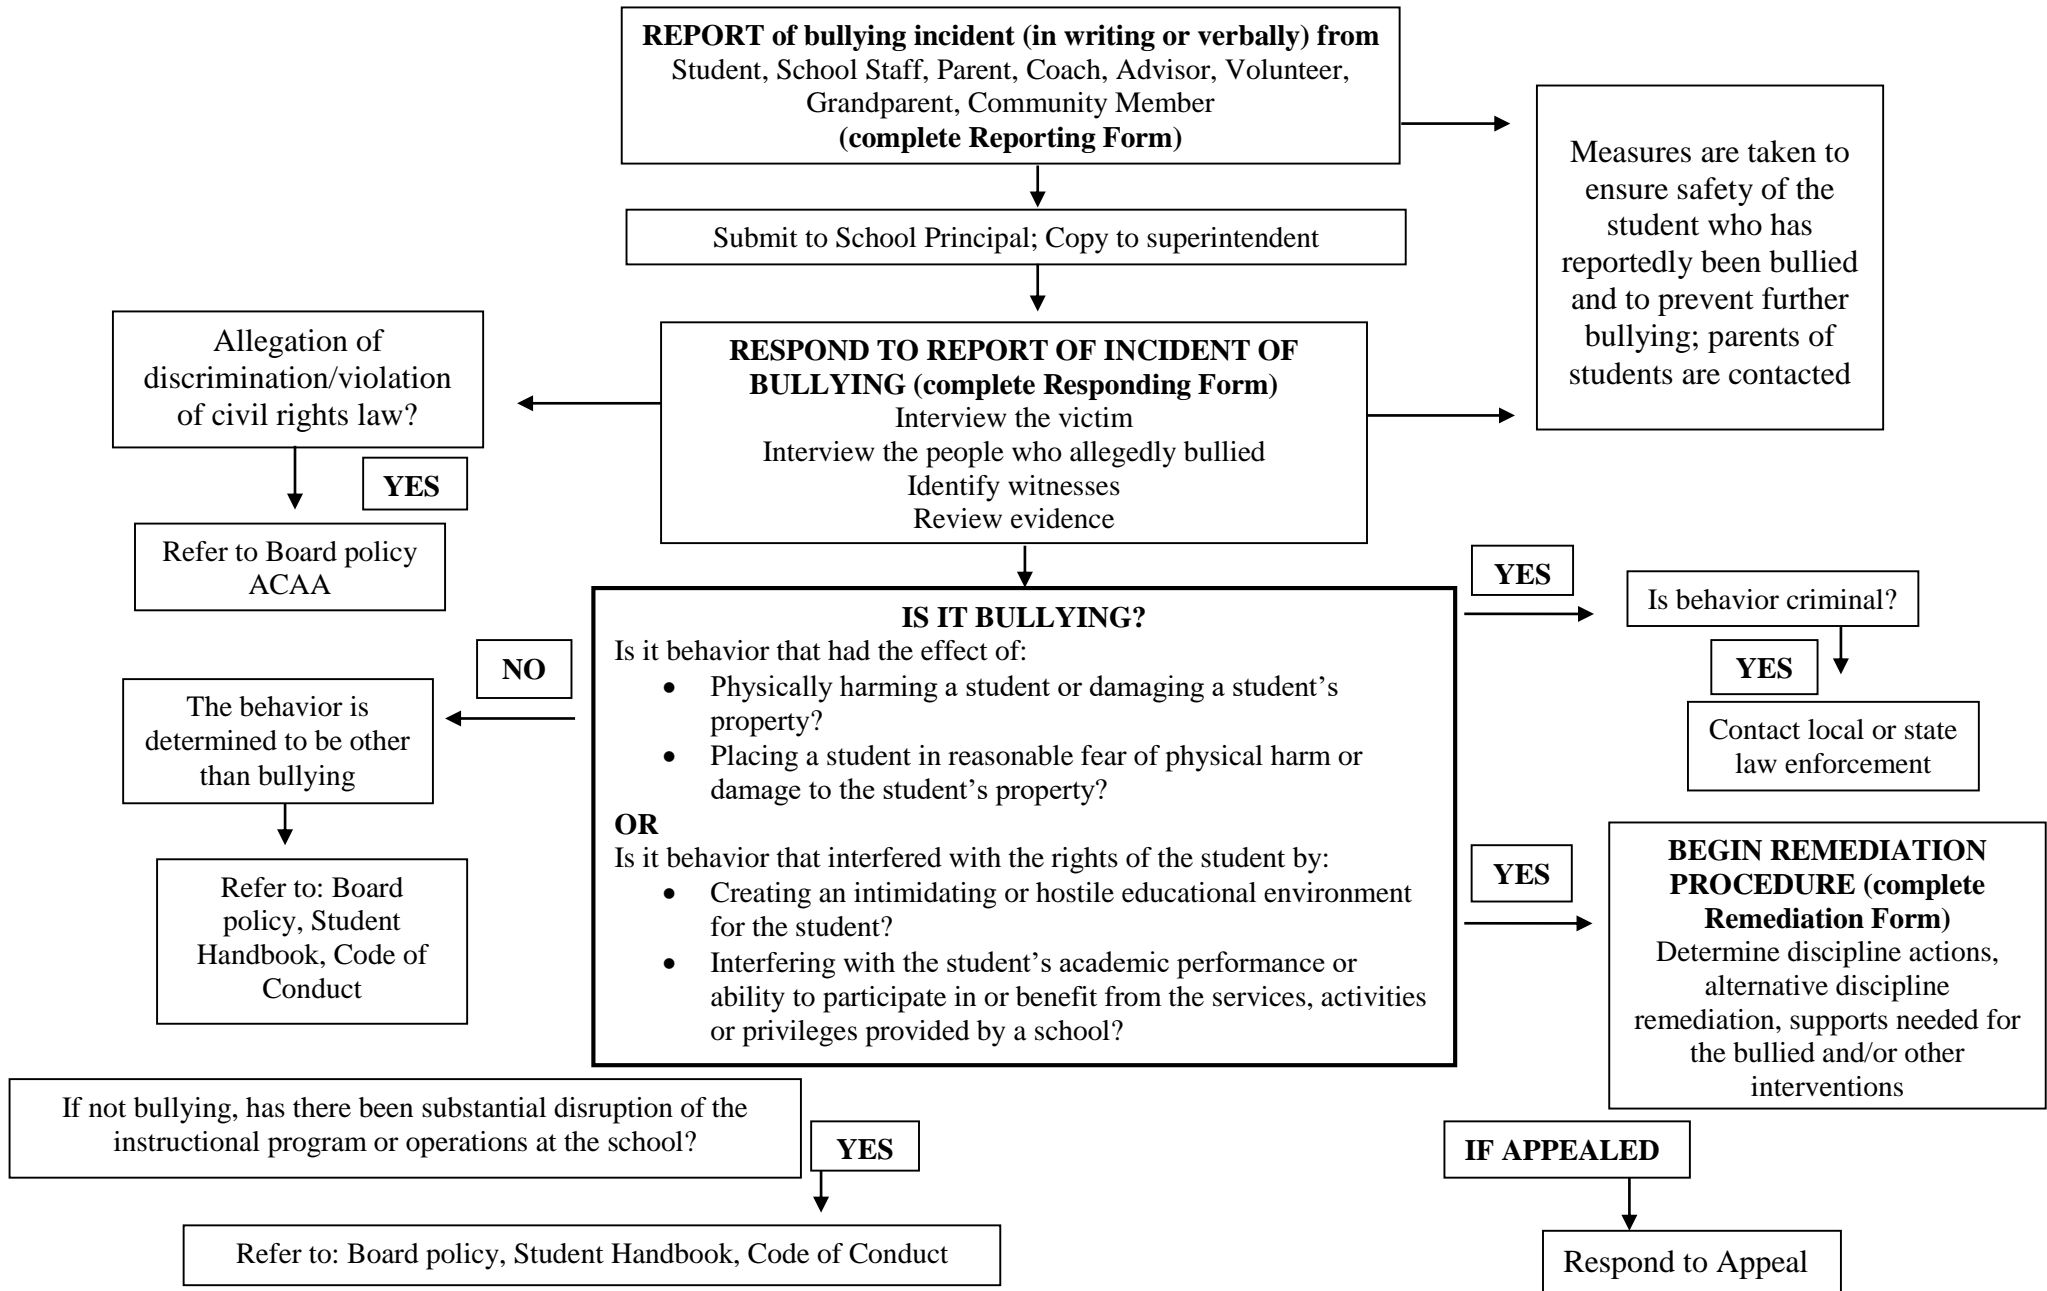 REPORT of bullying incident (in writing or verbally) from
Student, School Staff, Parent, Coach, Advisor, Volunteer,
Grandparent, Community Member
(complete Reporting Form)
Measures are taken to
ensure safety of the
student who has
reportedly been bullied
and to prevent further
bullying; parents of
students are contacted
Submit to School Principal; Copy to superintendent
Allegation of
discrimination/violation
of civil rights law?
YES
Refer to Board policy
ACAA
RESPOND TO REPORT OF INCIDENT OF
BULLYING (complete Responding Form)
Interview the victim
Interview the people who allegedly bullied
Identify witnesses
Review evidence
YES
Is behavior criminal?
YES
Contact local or state
law enforcement
NO
The behavior is
determined to be other
than bullying
Refer to: Board
policy, Student
Handbook, Code of
Conduct
IS IT BULLYING?
Is it behavior that had the effect of:
• Physically harming a student or damaging a student’s
property?
• Placing a student in reasonable fear of physical harm or
damage to the student’s property?
OR
Is it behavior that interfered with the rights of the student by:
• Creating an intimidating or hostile educational environment
for the student?
• Interfering with the student’s academic performance or
ability to participate in or benefit from the services, activities
or privileges provided by a school?
YES
BEGIN REMEDIATION
PROCEDURE (complete
Remediation Form)
Determine discipline actions,
alternative discipline
remediation, supports needed for
the bullied and/or other
interventions
If not bullying, has there been substantial disruption of the
instructional program or operations at the school?
YES
Refer to: Board policy, Student Handbook, Code of Conduct
IF APPEALED
Respond to Appeal